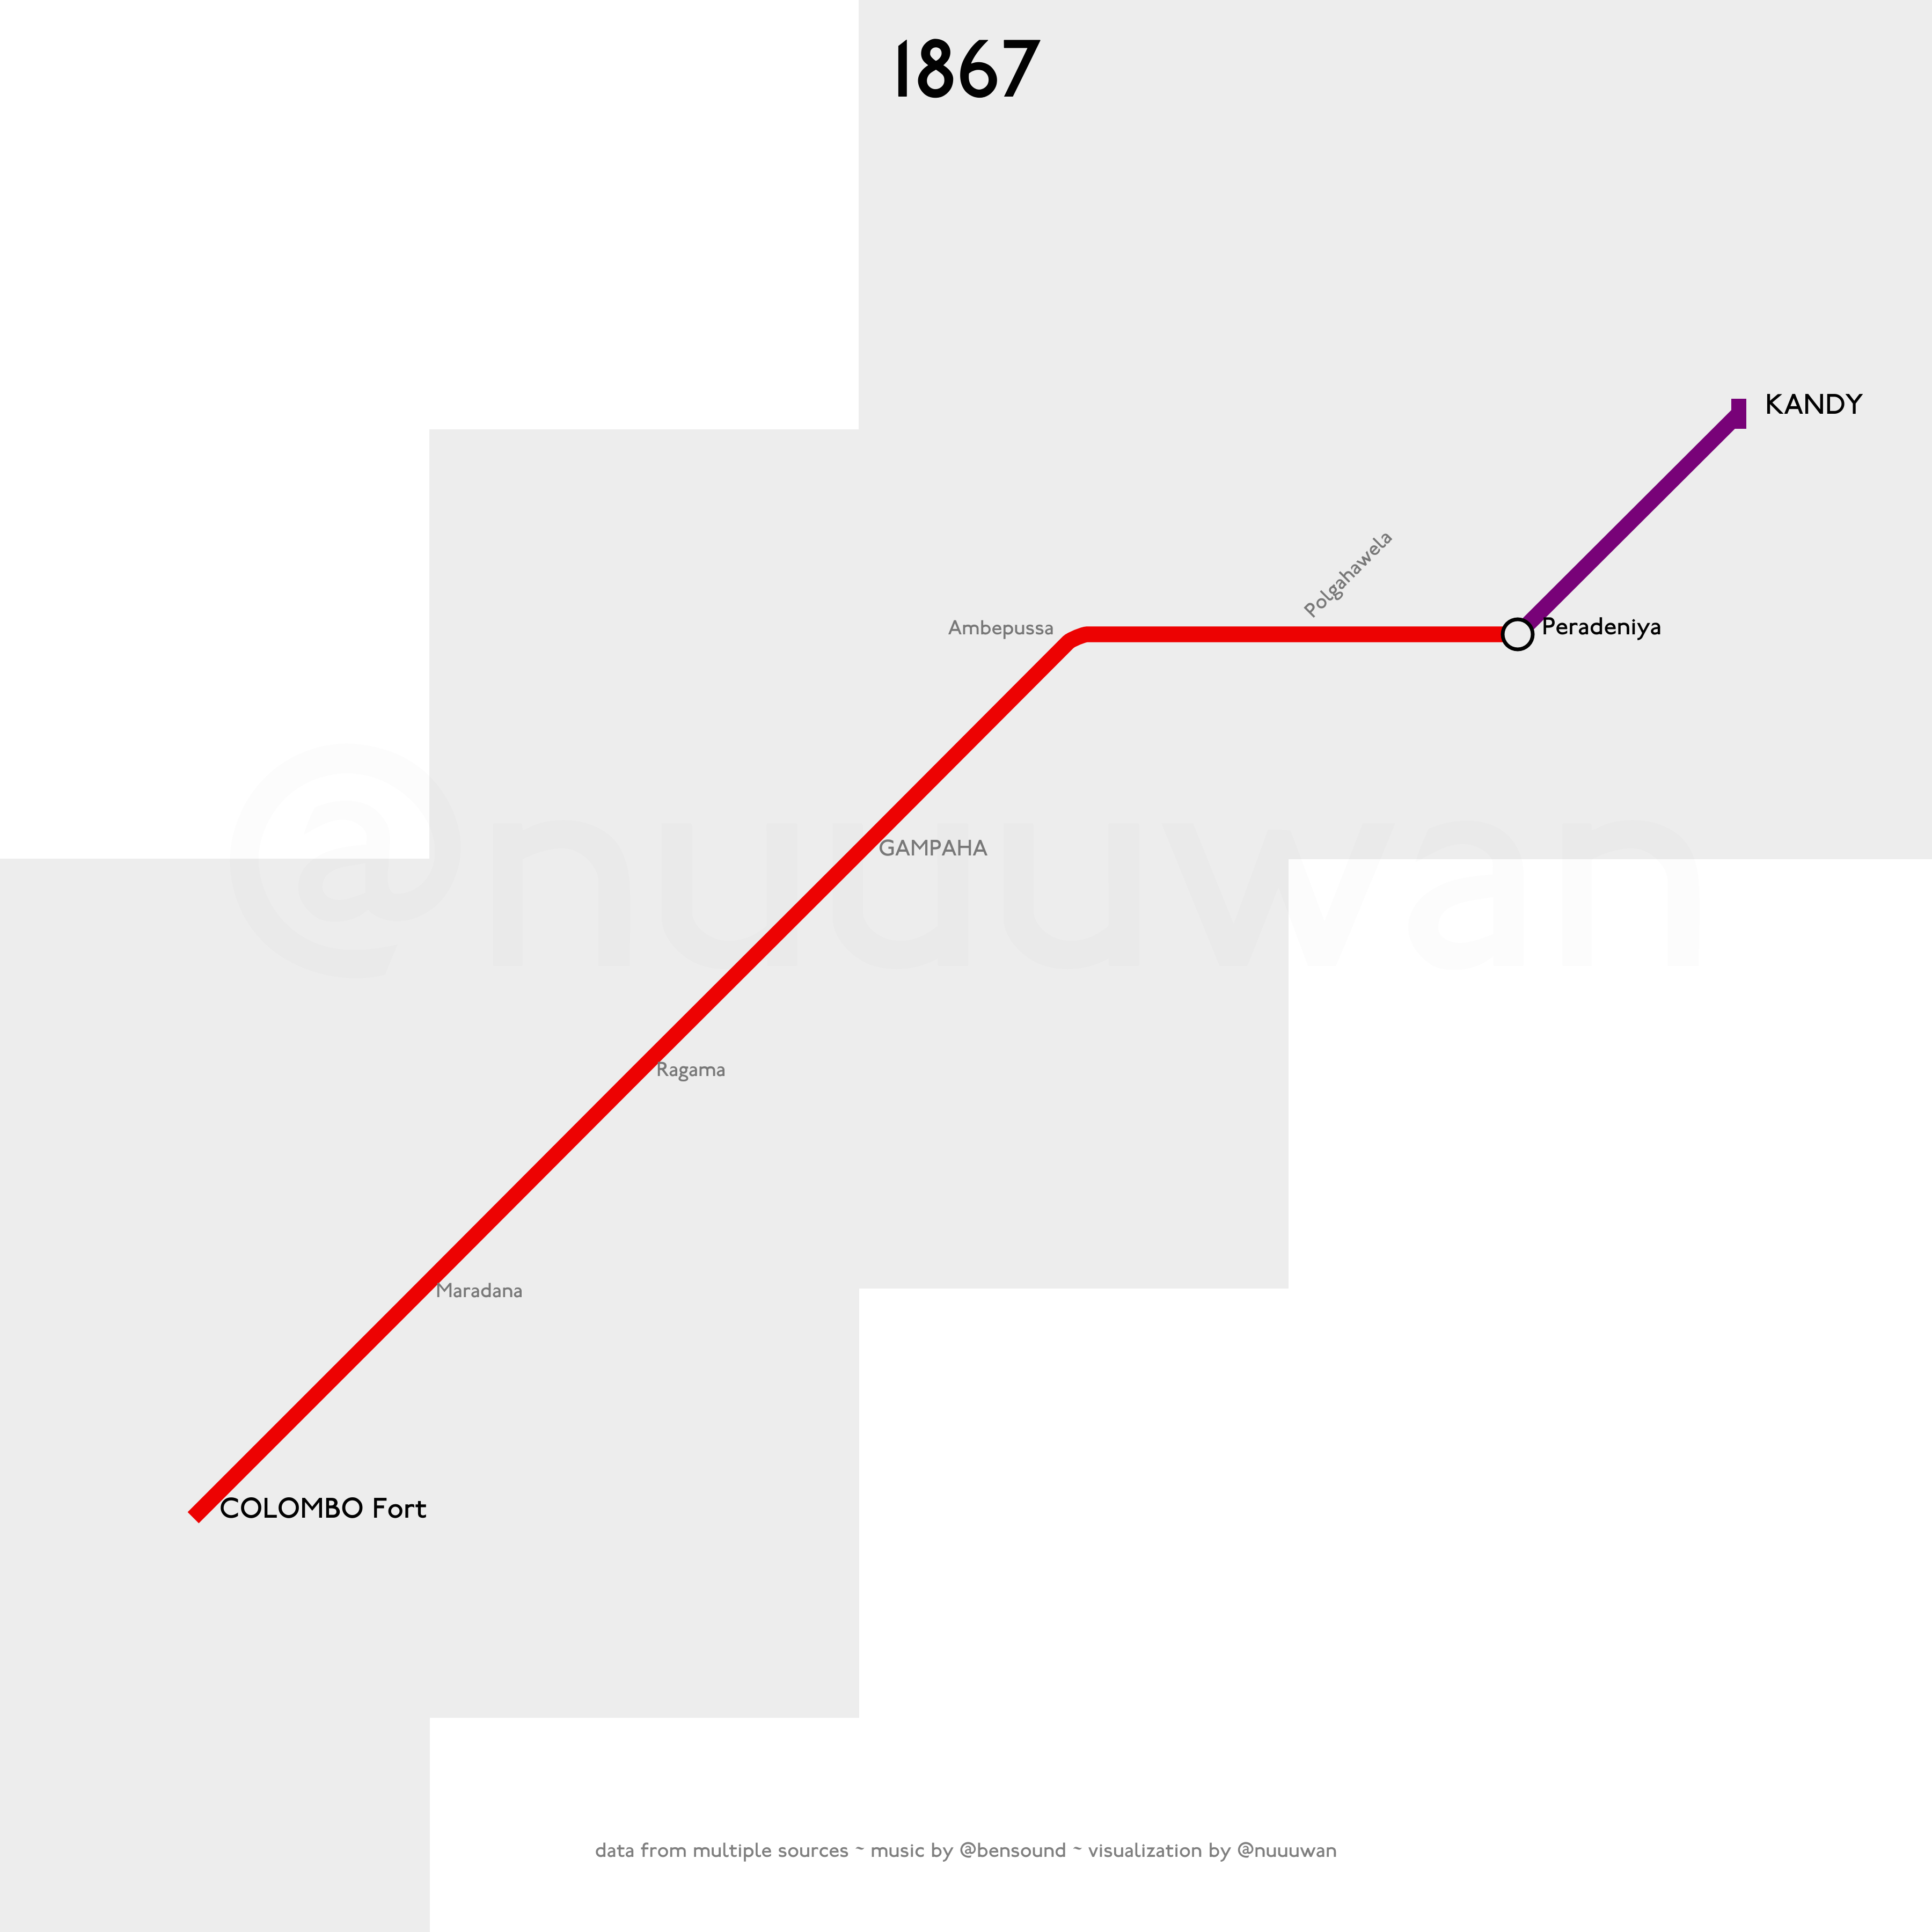 1867
KANDY
Polgahawela
Ambepussa
Peradeniya
GAMPAHA
@nuuuwan
Ragama
Maradana
COLOMBO Fort
data from multiple sources ~ music by @bensound ~ visualization by @nuuuwan